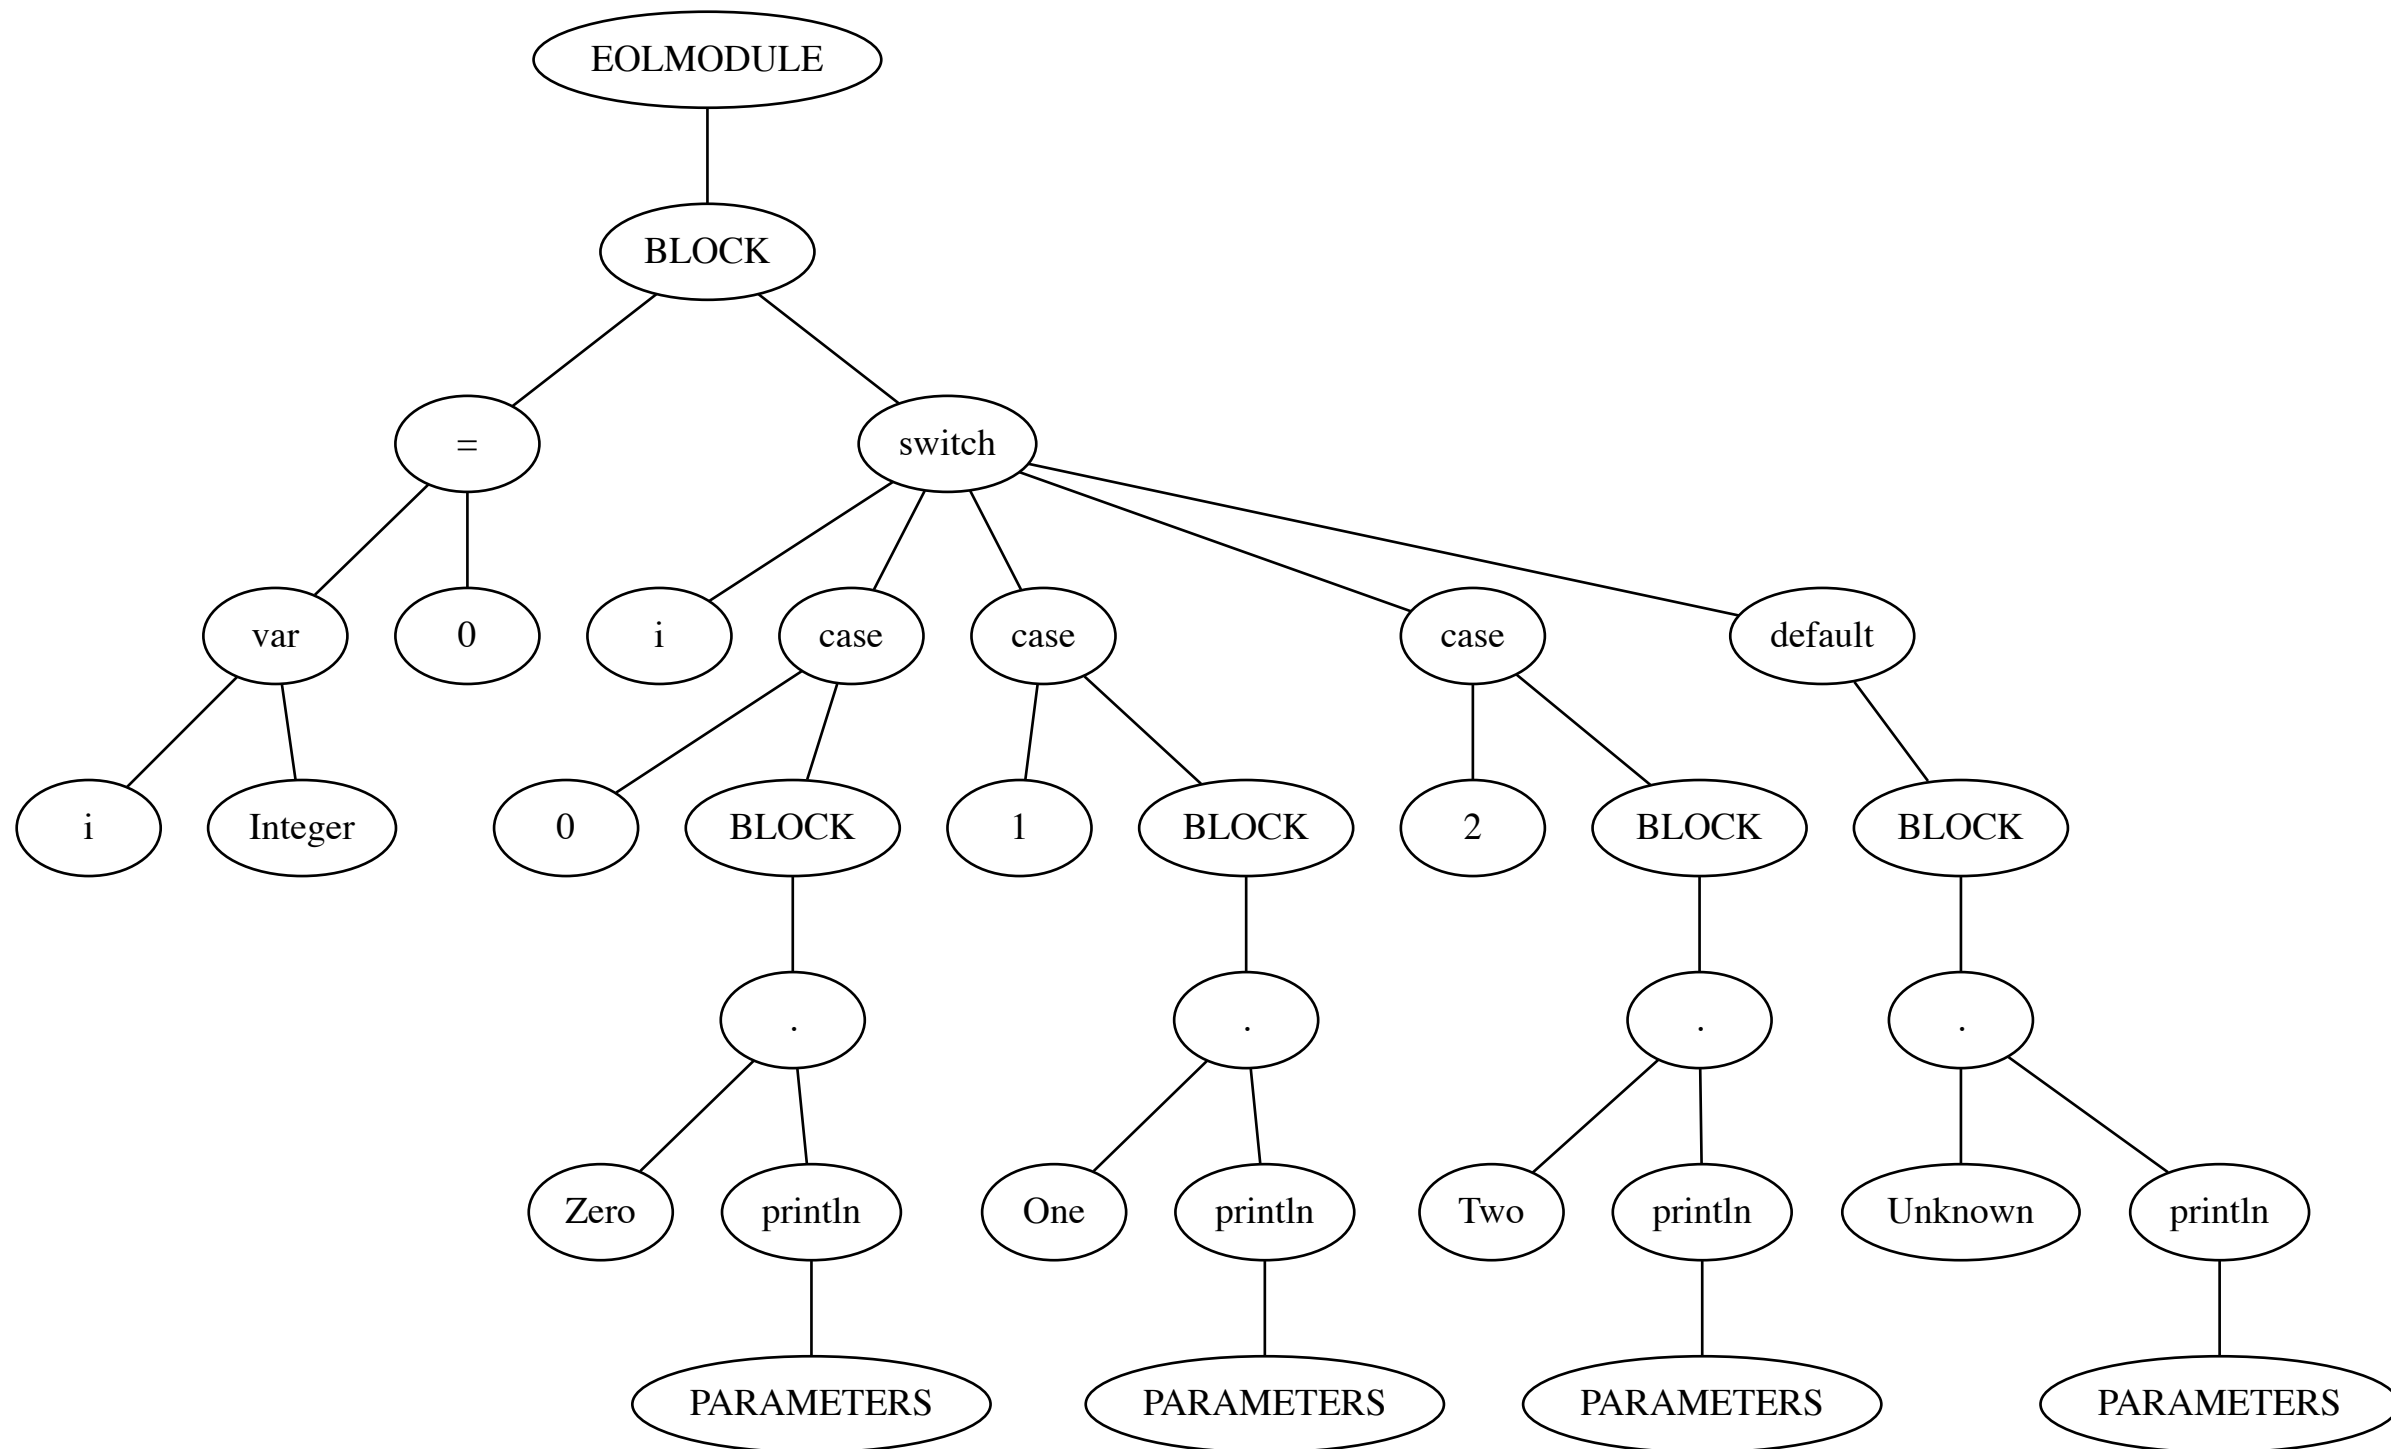 EOLMODULE
BLOCK
=
switch
var
0
i
case
case
case
default
i
Integer
0
BLOCK
1
BLOCK
2
BLOCK
BLOCK
.
.
.
.
Zero
println
One
println
Two
println
Unknown
println
PARAMETERS
PARAMETERS
PARAMETERS
PARAMETERS